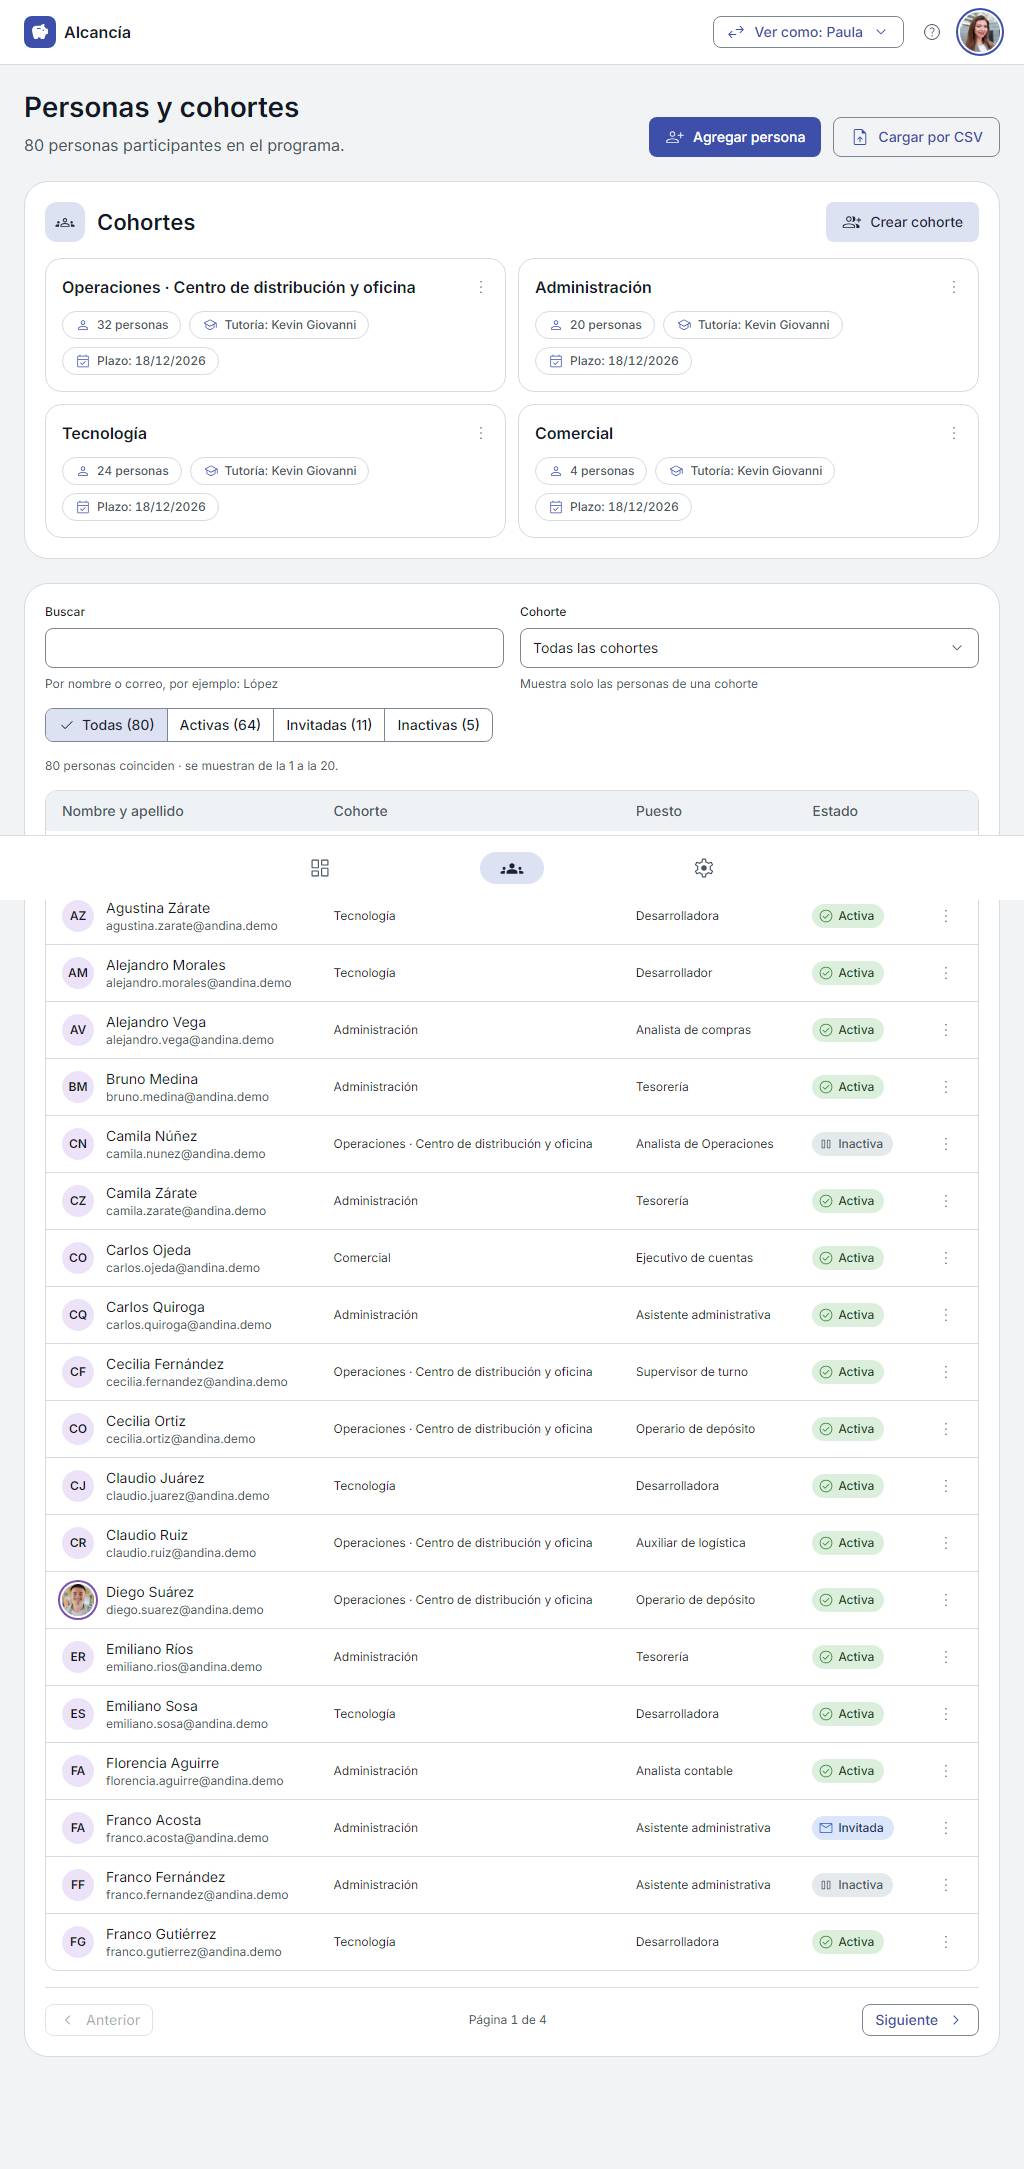 Alcancía
Ver como: Paula
Personas y cohortes
80 personas participantes en el programa.
Agregar persona
Cargar por CSV
Cohortes
Crear cohorte
Operaciones · Centro de distribución y oficina
32 personas
Tutoría: Kevin Giovanni
Plazo: 18/12/2026
Administración
20 personas
Tutoría: Kevin Giovanni
Plazo: 18/12/2026
Tecnología
24 personas
Tutoría: Kevin Giovanni
Plazo: 18/12/2026
Comercial
4 personas
Tutoría: Kevin Giovanni
Plazo: 18/12/2026
Buscar
Por nombre o correo, por ejemplo: López
Cohorte
Todas las cohortes
Muestra solo las personas de una cohorte
Todas (80)
Activas (64)
Invitadas (11)
Inactivas (5)
80 personas coinciden · se muestran de la 1 a la 20.
Nombre y apellido
Cohorte
Puesto
Estado
AZ
Agustina Zárate
agustina.zarate@andina.demo
Tecnología
Desarrolladora
Activa
AM
Alejandro Morales
alejandro.morales@andina.demo
Tecnología
Desarrollador
Activa
AV
Alejandro Vega
alejandro.vega@andina.demo
Administración
Analista de compras
Activa
BM
Bruno Medina
bruno.medina@andina.demo
Administración
Tesorería
Activa
CN
Camila Núñez
camila.nunez@andina.demo
Operaciones · Centro de distribución y oficina
Analista de Operaciones
Inactiva
CZ
Camila Zárate
camila.zarate@andina.demo
Administración
Tesorería
Activa
CO
Carlos Ojeda
carlos.ojeda@andina.demo
Comercial
Ejecutivo de cuentas
Activa
CQ
Carlos Quiroga
carlos.quiroga@andina.demo
Administración
Asistente administrativa
Activa
CF
Cecilia Fernández
cecilia.fernandez@andina.demo
Operaciones · Centro de distribución y oficina
Supervisor de turno
Activa
CO
Cecilia Ortiz
cecilia.ortiz@andina.demo
Operaciones · Centro de distribución y oficina
Operario de depósito
Activa
CJ
Claudio Juárez
claudio.juarez@andina.demo
Tecnología
Desarrolladora
Activa
CR
Claudio Ruiz
claudio.ruiz@andina.demo
Operaciones · Centro de distribución y oficina
Auxiliar de logística
Activa
Diego Suárez
diego.suarez@andina.demo
Operaciones · Centro de distribución y oficina
Operario de depósito
Activa
ER
Emiliano Ríos
emiliano.rios@andina.demo
Administración
Tesorería
Activa
ES
Emiliano Sosa
emiliano.sosa@andina.demo
Tecnología
Desarrolladora
Activa
FA
Florencia Aguirre
florencia.aguirre@andina.demo
Administración
Analista contable
Activa
FA
Franco Acosta
franco.acosta@andina.demo
Administración
Asistente administrativa
Invitada
FF
Franco Fernández
franco.fernandez@andina.demo
Administración
Asistente administrativa
Inactiva
FG
Franco Gutiérrez
franco.gutierrez@andina.demo
Tecnología
Desarrolladora
Activa
Anterior
Página 1 de 4
Siguiente